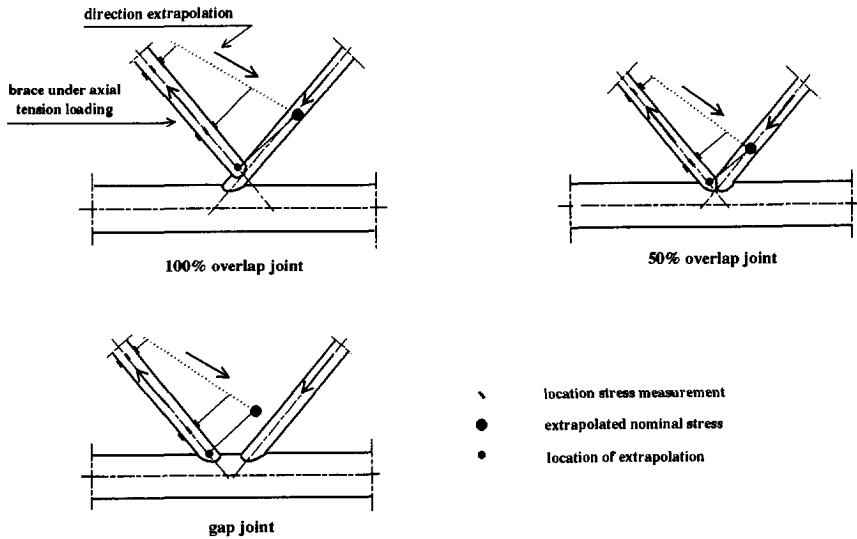 direction extrapolation
brace under axial
tension loading
100% overlap joint
50% overlap joint
gap joint
location stress measurement
extrapolated nominal stress
location of extrapolation